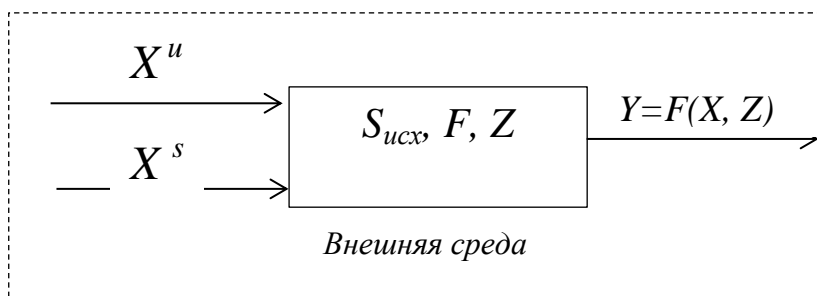 X^u
S_исх, F, Z
Y=F(X, Z)
X^s
Внешняя среда